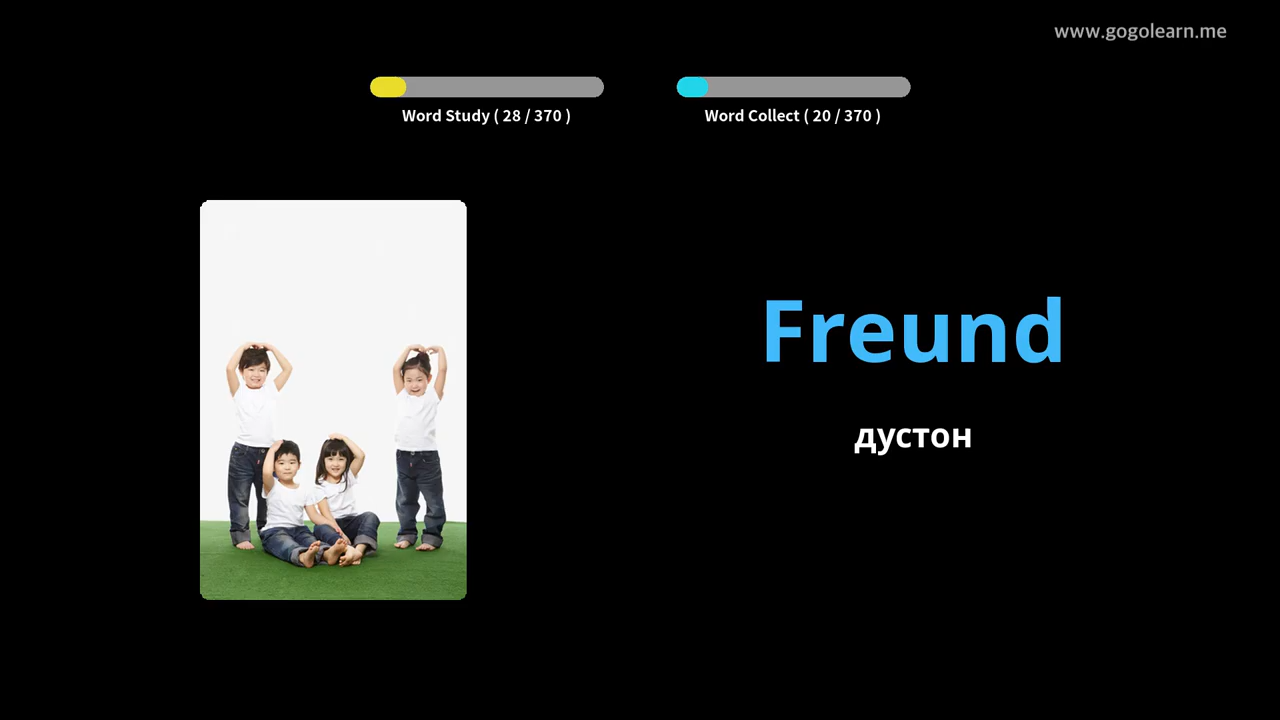 www.gogolearn.me
Word Study ( 28 / 370 )
Word Collect ( 20 / 370 )
Freund
дустон